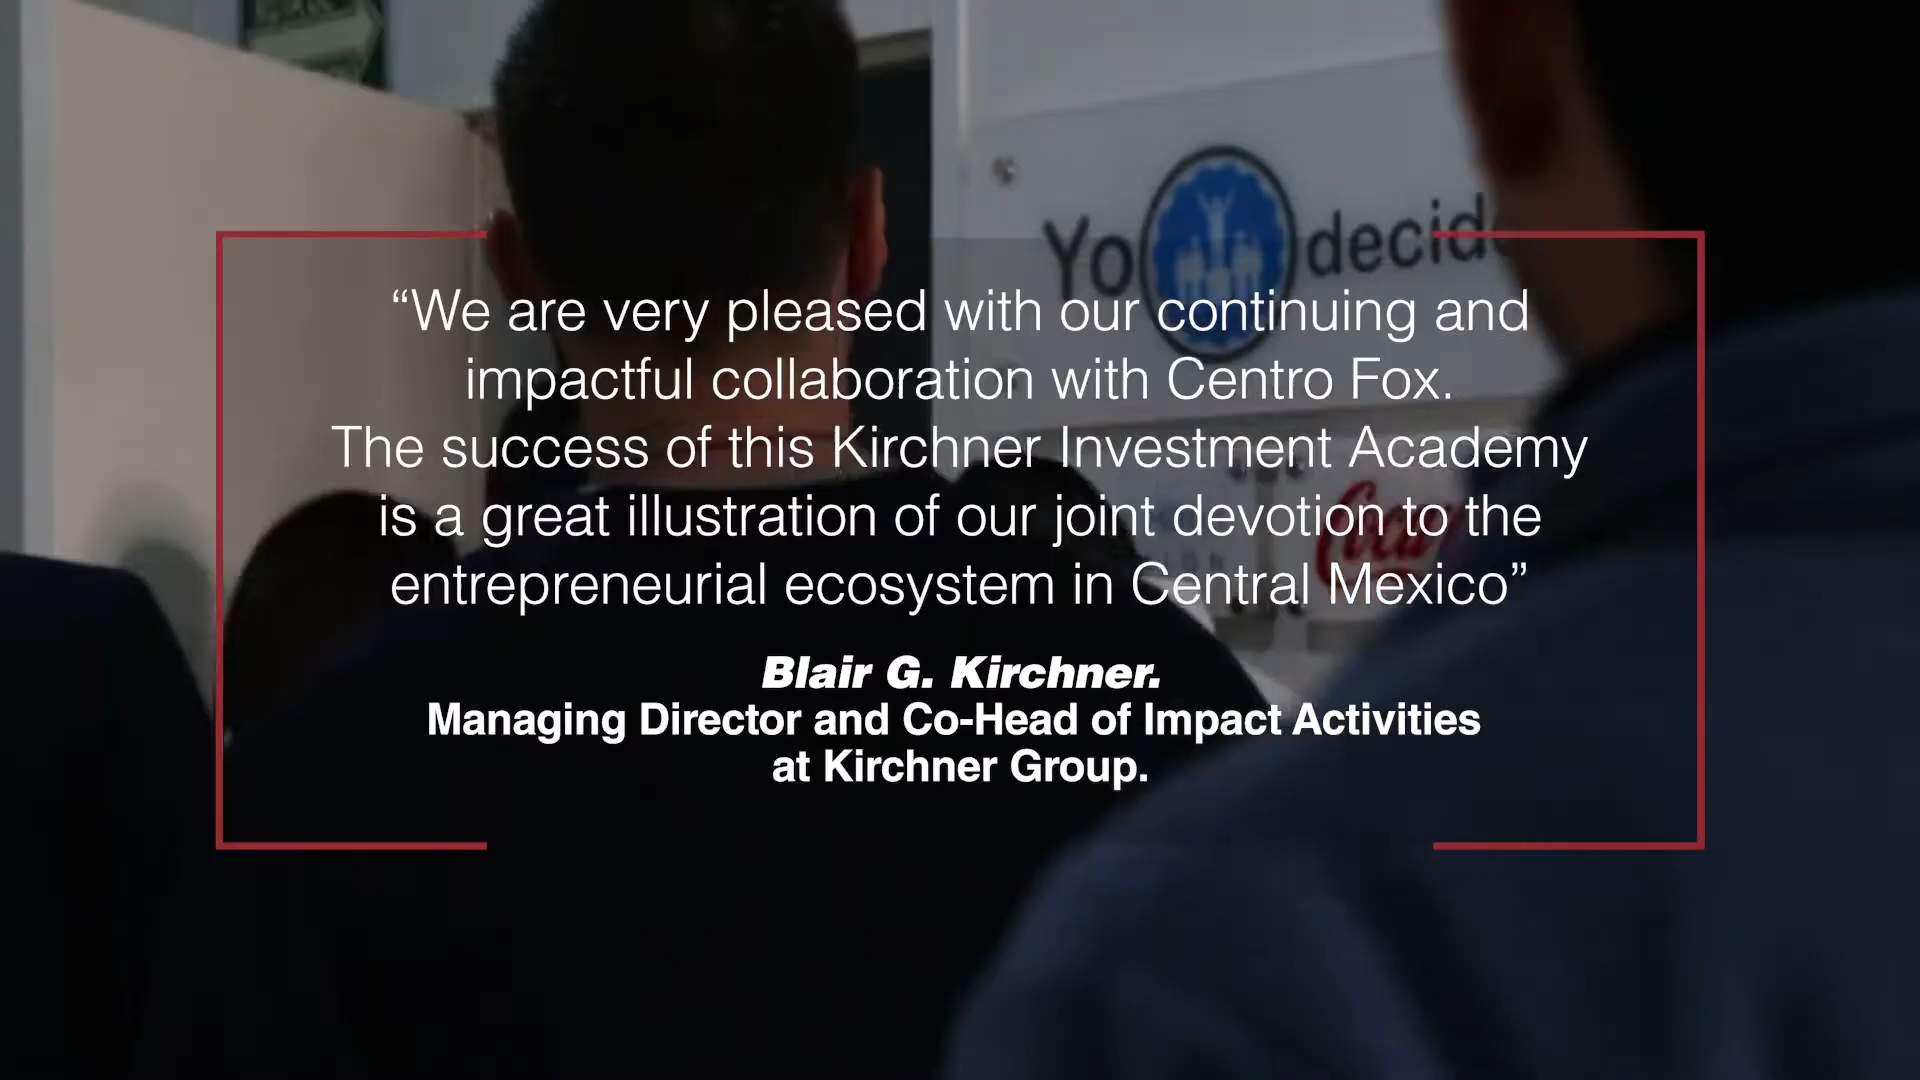 Yo decid
“We are very pleased with our continuing and
impactful collaboration with Centro Fox.
The success of this Kirchner Investment Academy
is a great illustration of our joint devotion to the
entrepreneurial ecosystem in Central Mexico”
Blair G. Kirchner.
Managing Director and Co-Head of Impact Activities
at Kirchner Group.